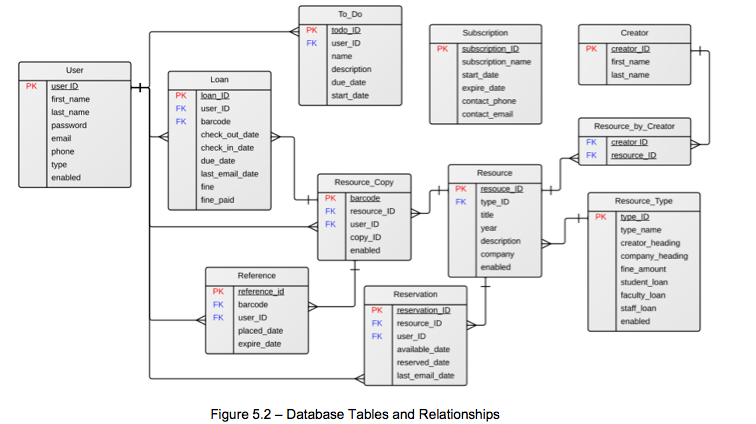 To_Do
PK todo_ID
FK user_ID
name
description
due_date
start_date
Subscription
PK subscription_ID
subscription_name
start_date
expire_date
contact_phone
contact_email
Creator
PK creator_ID
first_name
last_name
User
PK user ID
first_name
last_name
password
email
phone
type
enabled
Loan
PK loan_ID
FK user_ID
FK barcode
check_out_date
check_in_date
due_date
last_email_date
fine
fine_paid
Resource_by_Creator
FK creator ID
FK resource_ID
Resource_Copy
PK barcode
FK resource_ID
FK user_ID
copy_ID
enabled
Resource
PK resouce_ID
FK type_ID
title
year
description
company
enabled
Resource_Type
PK type_ID
type_name
creator_heading
company_heading
fine_amount
student_loan
faculty_loan
staff_loan
enabled
Reference
PK reference_id
FK barcode
FK user_ID
placed_date
expire_date
Reservation
PK reservation_ID
FK resource_ID
FK user_ID
available_date
reserved_date
last_email_date
Figure 5.2 – Database Tables and Relationships